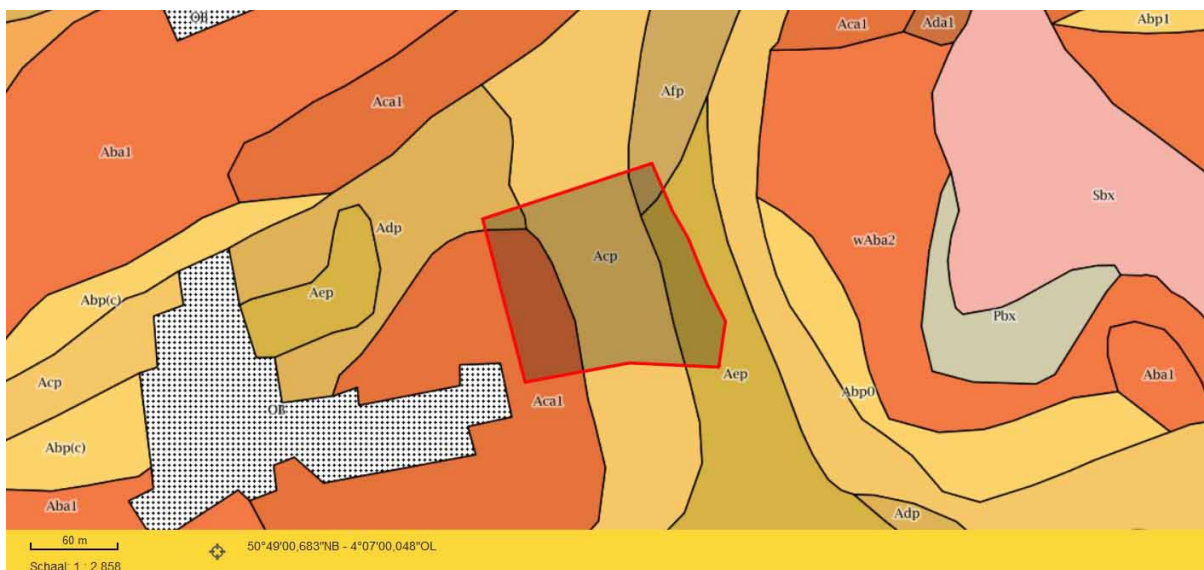 OB
Aca1
Ada1
Abp1
Afp
Aca1
Aba1
Sbx
Adp
wAba2
Acp
Aep
Abp(c)
Pbx
Aep
Acp
Aba1
Abp0
Aca1
OB
Abp(c)
Aba1
Adp
60 m
50°49'00,683"NB - 4°07'00,048"OL
Schaal: 1 : 2 858